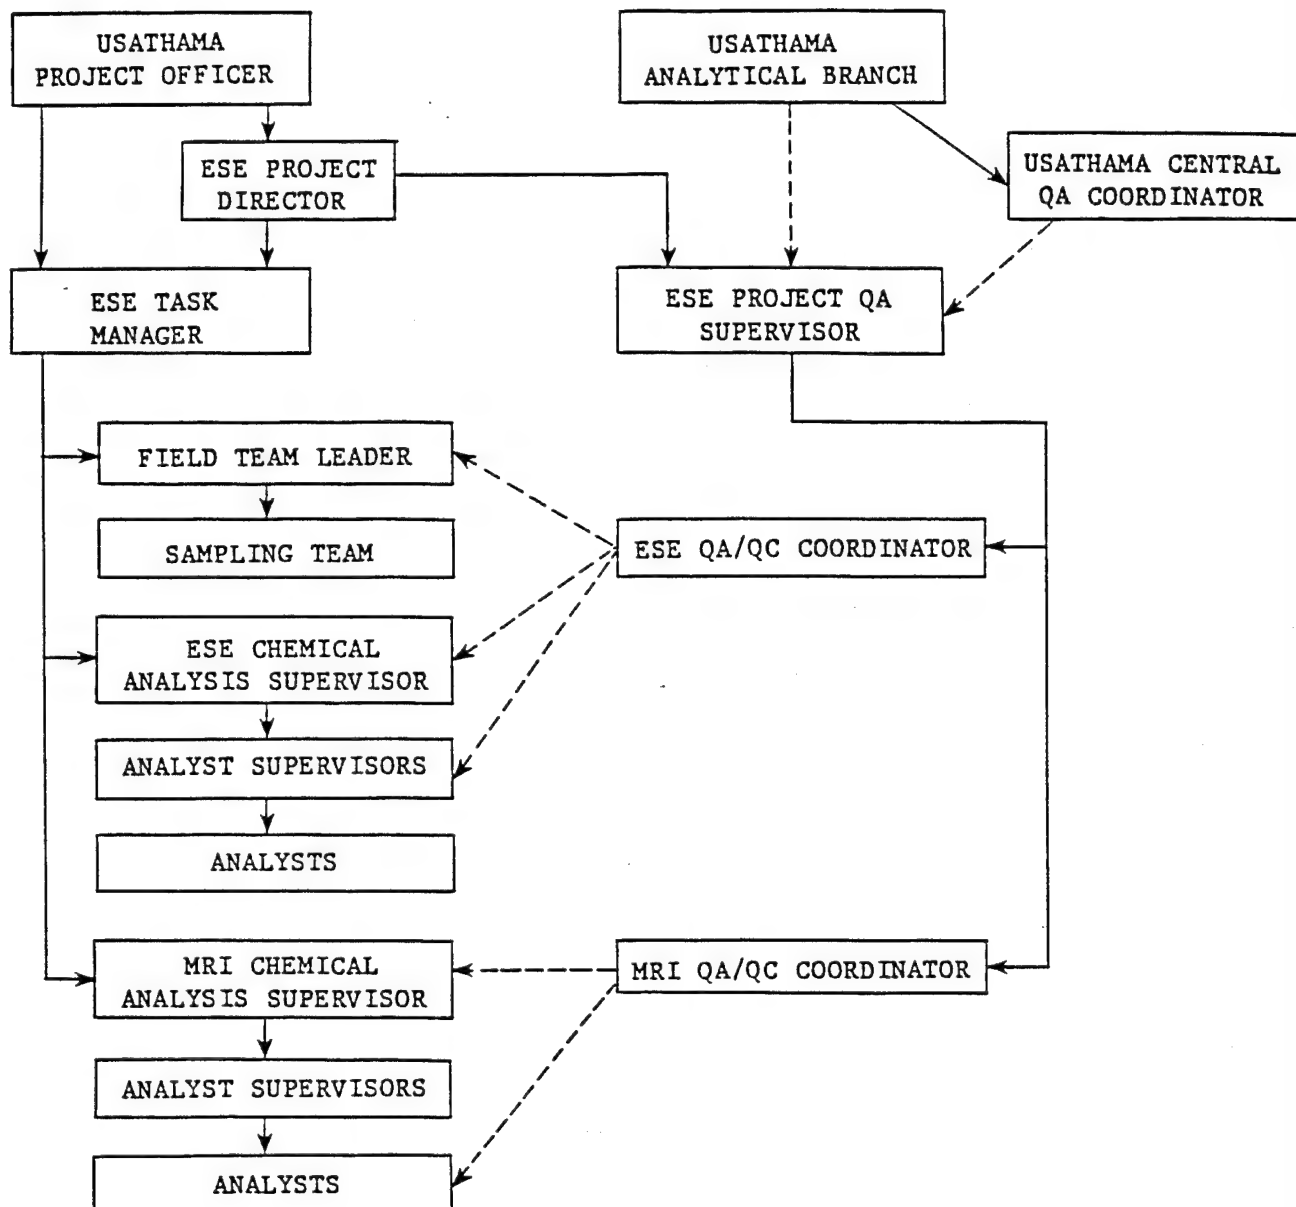 USATHAMA
PROJECT OFFICER
USATHAMA
ANALYTICAL BRANCH
ESE PROJECT
DIRECTOR
USATHAMA CENTRAL
QA COORDINATOR
ESE TASK
MANAGER
ESE PROJECT QA
SUPERVISOR
FIELD TEAM LEADER
SAMPLING TEAM
ESE QA/QC COORDINATOR
ESE CHEMICAL
ANALYSIS SUPERVISOR
ANALYST SUPERVISORS
ANALYSTS
MRI CHEMICAL
ANALYSIS SUPERVISOR
MRI QA/QC COORDINATOR
ANALYST SUPERVISORS
ANALYSTS